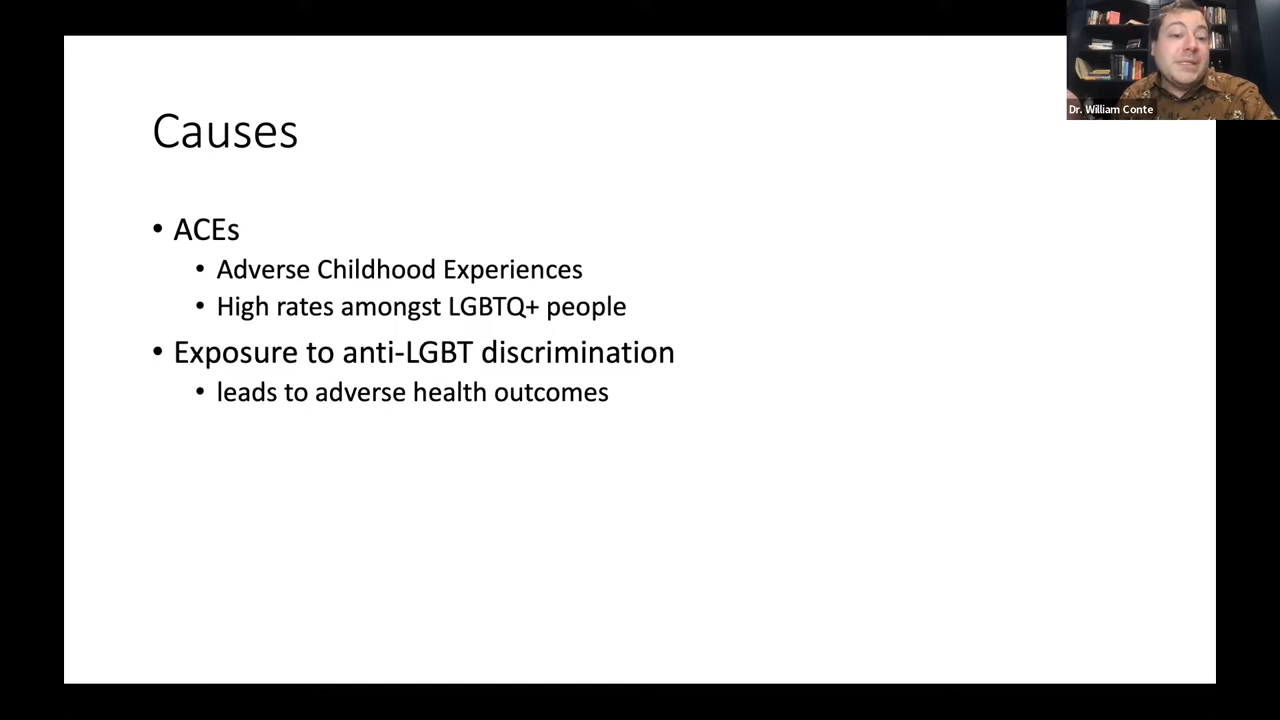 Dr. William Conte
Causes
• ACEs
• Adverse Childhood Experiences
• High rates amongst LGBTQ+ people
• Exposure to anti-LGBT discrimination
• leads to adverse health outcomes